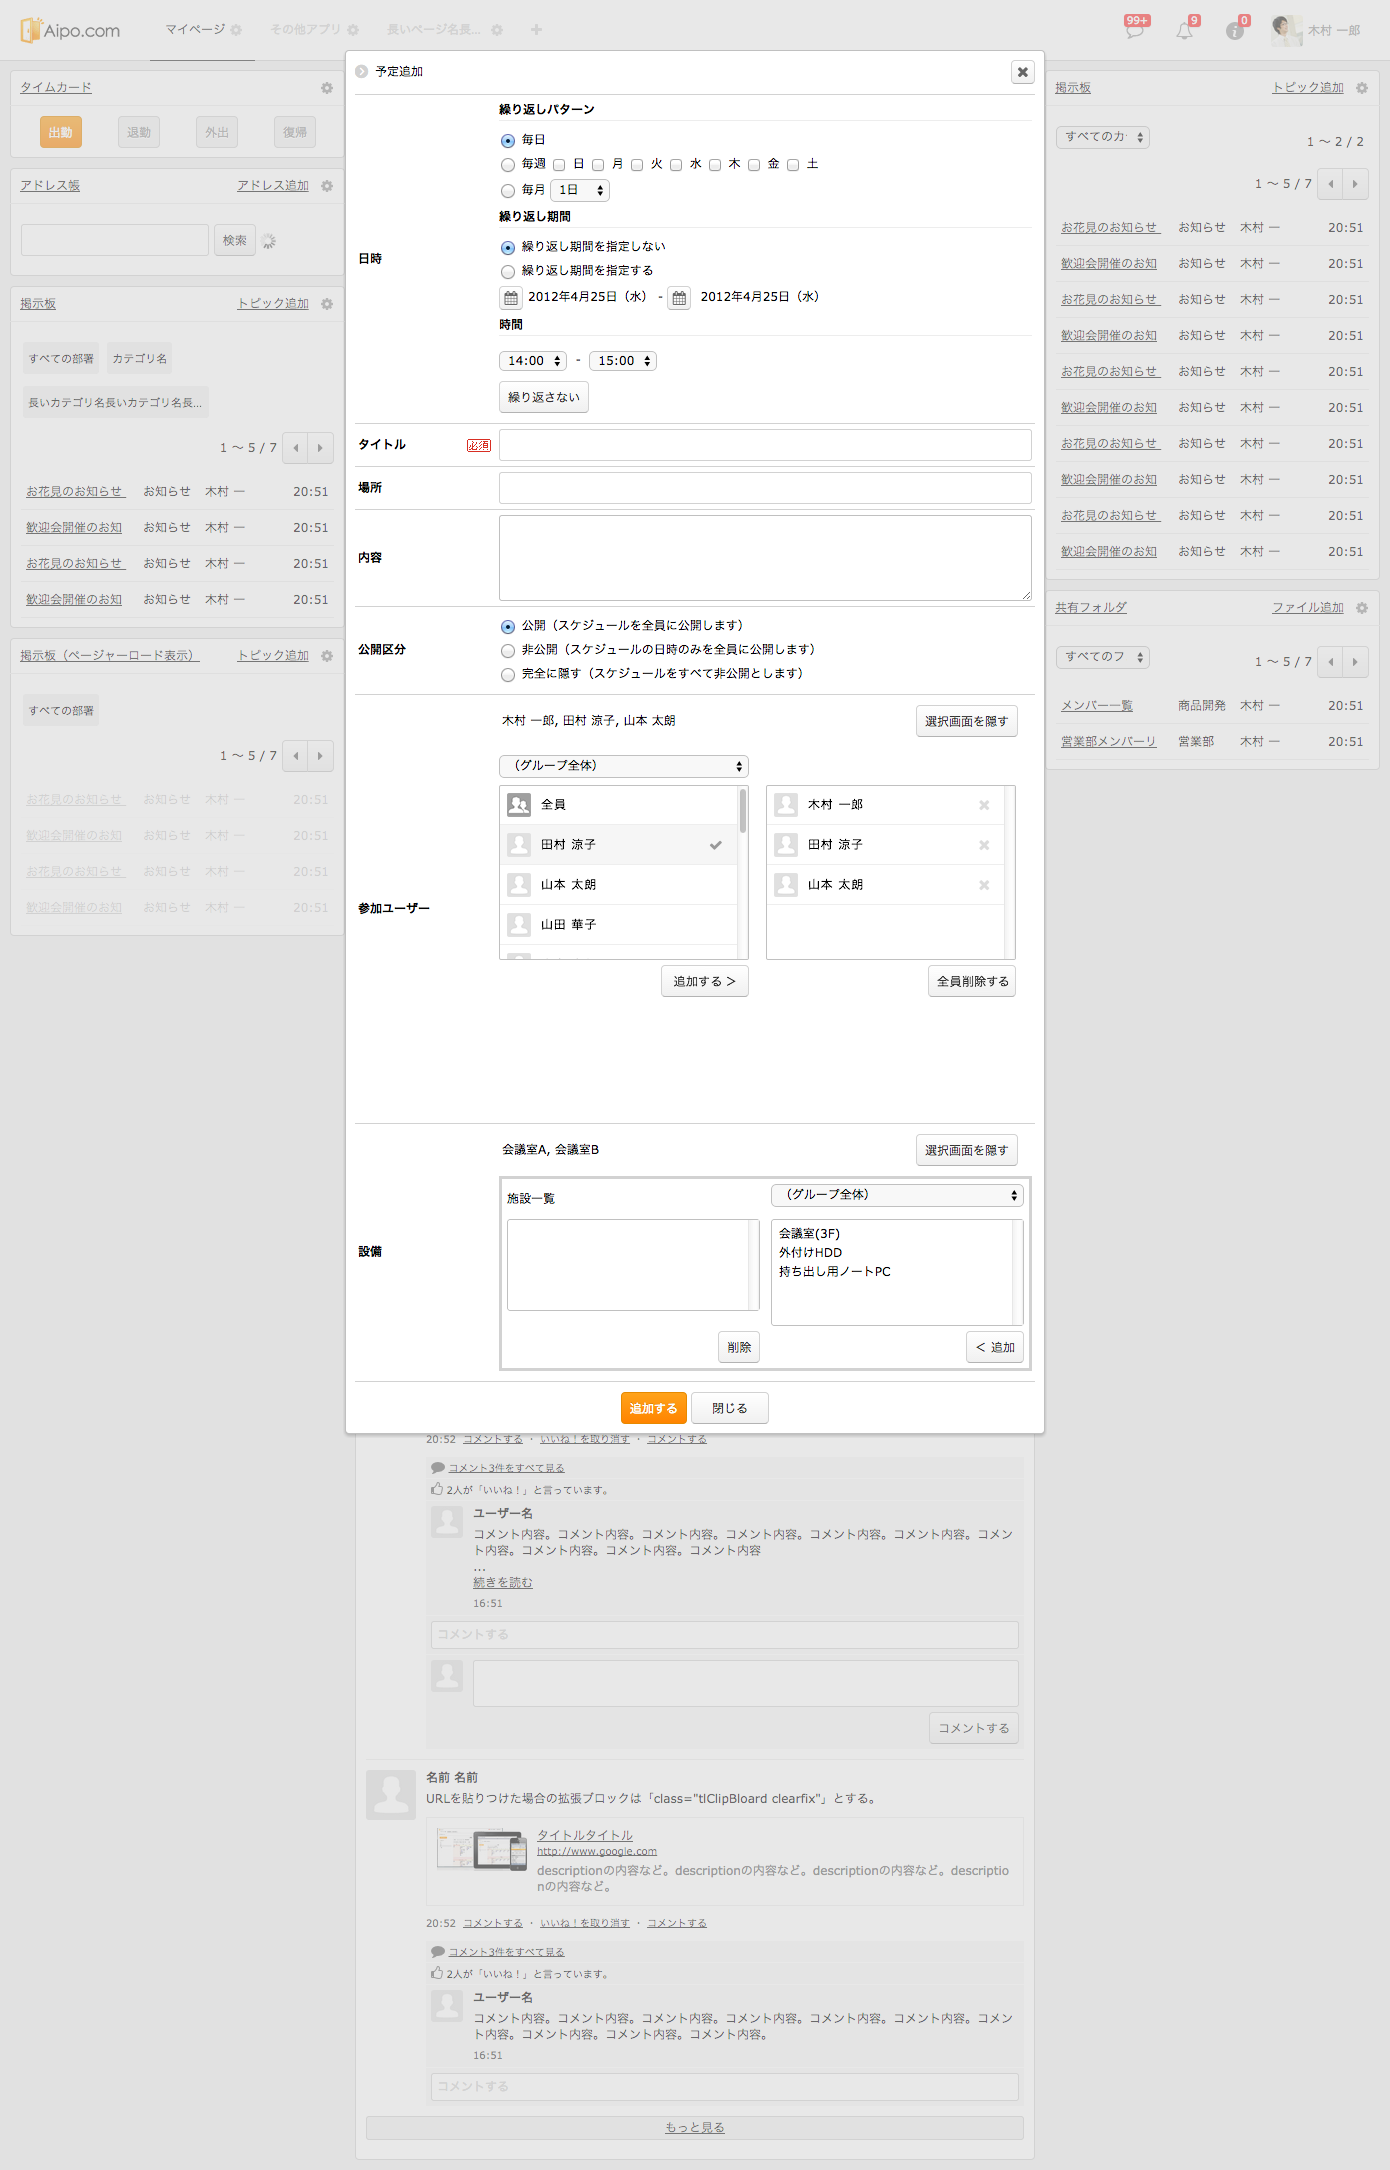 Aipo.com
マイページ
その他アプリ
長いページ名長...
99+
9
0
木村 一郎
タイムカード
出勤
退勤
外出
復帰
アドレス帳
アドレス追加
検索
掲示板
トピック追加
すべての部署
カテゴリ名
長いカテゴリ名長いカテゴリ名長...
1 ～ 5 / 7
お花見のお知らせ お知らせ 木村 一 20:51
歓迎会開催のお知 お知らせ 木村 一 20:51
お花見のお知らせ お知らせ 木村 一 20:51
歓迎会開催のお知 お知らせ 木村 一 20:51
掲示板（ページャーロード表示）
トピック追加
すべての部署
1 ～ 5 / 7
お花見のお知らせ お知らせ 木村 一 20:51
歓迎会開催のお知 お知らせ 木村 一 20:51
お花見のお知らせ お知らせ 木村 一 20:51
歓迎会開催のお知 お知らせ 木村 一 20:51
予定追加
日時
繰り返しパターン
毎日
毎週 日 月 火 水 木 金 土
毎月 1日
繰り返し期間
繰り返し期間を指定しない
繰り返し期間を指定する
2012年4月25日（水） - 2012年4月25日（水）
時間
14:00 - 15:00
繰り返さない
タイトル 必須
場所
内容
公開区分
公開（スケジュールを全員に公開します）
非公開（スケジュールの日時のみを全員に公開します）
完全に隠す（スケジュールをすべて非公開とします）
参加ユーザー
木村 一郎, 田村 涼子, 山本 太朗
選択画面を隠す
（グループ全体）
全員
田村 涼子
山本 太朗
山田 華子
追加する ＞
木村 一郎
田村 涼子
山本 太朗
全員削除する
設備
会議室A, 会議室B
選択画面を隠す
施設一覧
（グループ全体）
会議室(3F)
外付けHDD
持ち出し用ノートPC
削除
＜ 追加
追加する
閉じる
20:52 コメントする ・ いいね！を取り消す ・ コメントする
コメント3件をすべて見る
2人が「いいね！」と言っています。
ユーザー名
コメント内容。コメント内容。コメント内容。コメント内容。コメント内容。コメント内容。コメン
ト内容。コメント内容。コメント内容。コメント内容
...
続きを読む
16:51
コメントする
コメントする
名前 名前
URLを貼りつけた場合の拡張ブロックは「class="tlClipBloard clearfix"」とする。
タイトルタイトル
http://www.google.com
descriptionの内容など。descriptionの内容など。descriptionの内容など。descriptio
nの内容など。
20:52 コメントする ・ いいね！を取り消す ・ コメントする
コメント3件をすべて見る
2人が「いいね！」と言っています。
ユーザー名
コメント内容。コメント内容。コメント内容。コメント内容。コメント内容。コメント内容。コメン
ト内容。コメント内容。コメント内容。コメント内容。
16:51
コメントする
もっと見る
掲示板
トピック追加
すべてのカ
1 ～ 2 / 2
1 ～ 5 / 7
お花見のお知らせ お知らせ 木村 一 20:51
歓迎会開催のお知 お知らせ 木村 一 20:51
お花見のお知らせ お知らせ 木村 一 20:51
歓迎会開催のお知 お知らせ 木村 一 20:51
お花見のお知らせ お知らせ 木村 一 20:51
歓迎会開催のお知 お知らせ 木村 一 20:51
お花見のお知らせ お知らせ 木村 一 20:51
歓迎会開催のお知 お知らせ 木村 一 20:51
お花見のお知らせ お知らせ 木村 一 20:51
歓迎会開催のお知 お知らせ 木村 一 20:51
共有フォルダ
ファイル追加
すべてのフ
1 ～ 5 / 7
メンバー一覧 商品開発 木村 一 20:51
営業部メンバーリ 営業部 木村 一 20:51